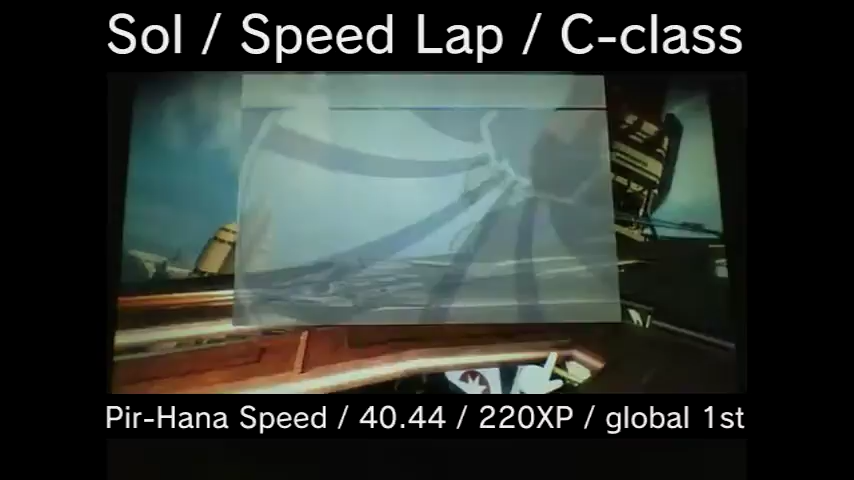 Sol / Speed Lap / C-class
Pir-Hana Speed / 40.44 / 220XP / global 1st